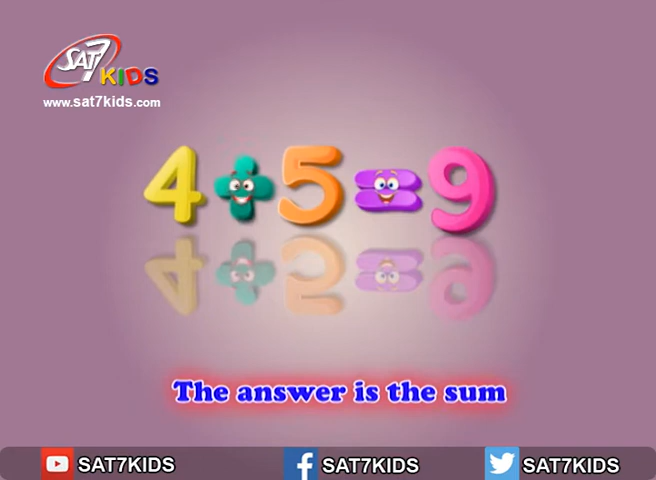 SAT7
KIDS
www.sat7kids.com
4+5=9
The answer is the sum
SAT7KIDS
SAT7KIDS
SAT7KIDS